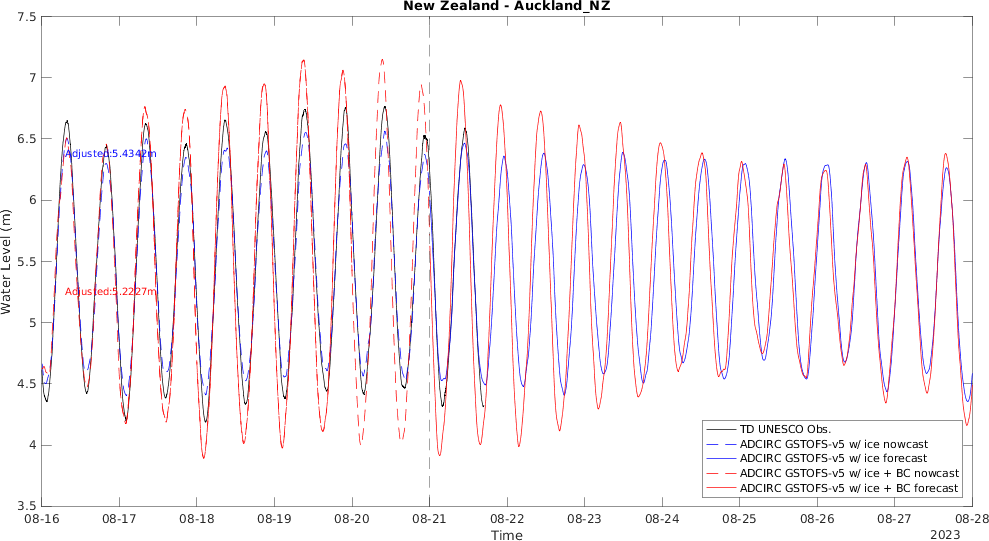 New Zealand - Auckland_NZ
7.5
7
6.5
6
5.5
5
4.5
4
3.5
Water Level (m)
Adjusted:5.4342m
Adjusted:5.2227m
TD UNESCO Obs.
ADCIRC GSTOFS-v5 w/ ice nowcast
ADCIRC GSTOFS-v5 w/ ice forecast
ADCIRC GSTOFS-v5 w/ ice + BC nowcast
ADCIRC GSTOFS-v5 w/ ice + BC forecast
08-16 08-17 08-18 08-19 08-20 08-21 08-22 08-23 08-24 08-25 08-26 08-27 08-28
Time
2023